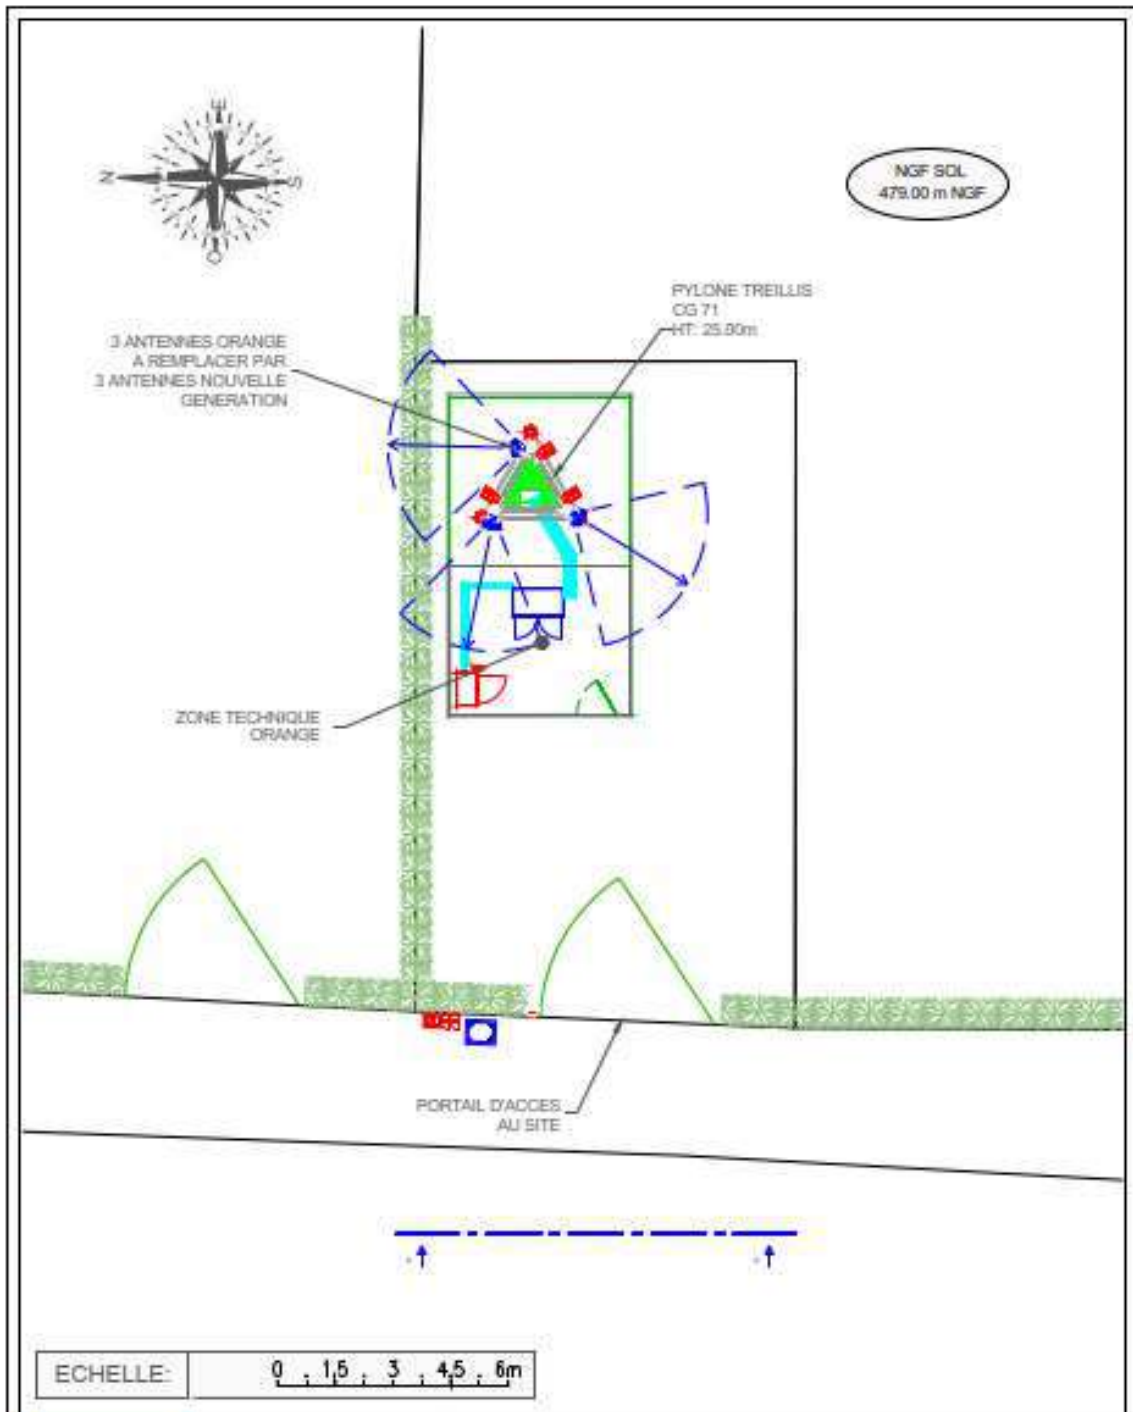 E
N
S
O
NGF SOL
479.00 m NGF
PYLONE TREILLIS
CG 71
HT: 25.80m
3 ANTENNES ORANGE
A REMPLACER PAR
3 ANTENNES NOUVELLE
GENERATION
ZONE TECHNIQUE
ORANGE
PORTAIL D'ACCES
AU SITE
ECHELLE:
0 1,5 3 4,5 6m